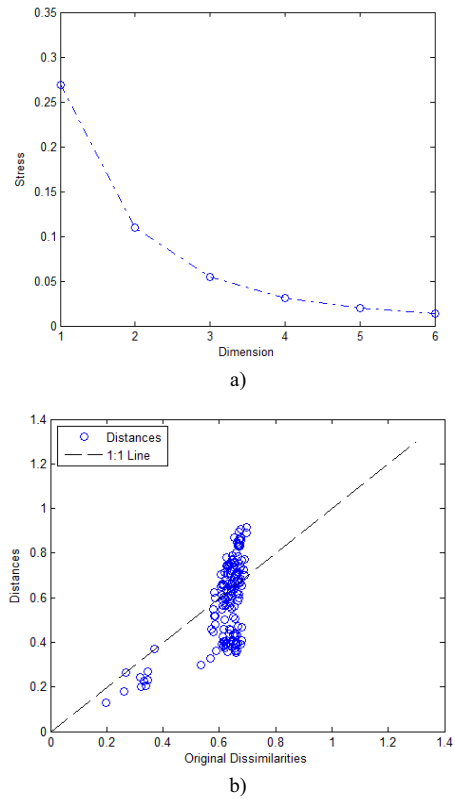 0.35
0.3
0.25
0.2
0.15
0.1
0.05
0
Stress
1 2 3 4 5 6
Dimension
a)
1.4
1.2
1
0.8
0.6
0.4
0.2
0
Distances
Distances
1:1 Line
0 0.2 0.4 0.6 0.8 1 1.2 1.4
Original Dissimilarities
b)